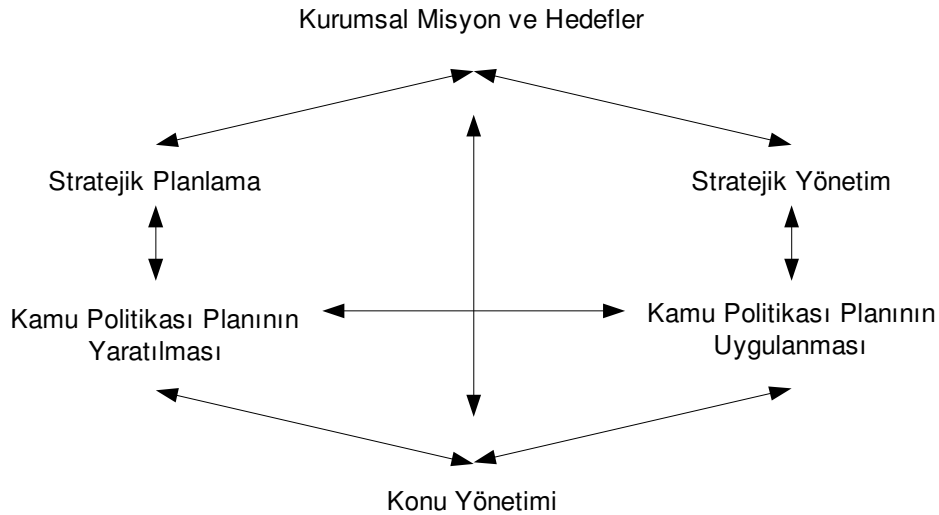 Kurumsal Misyon ve Hedefler
Stratejik Planlama
Stratejik Yönetim
Kamu Politikası Planının
Yaratılması
Kamu Politikası Planının
Uygulanması
Konu Yönetimi